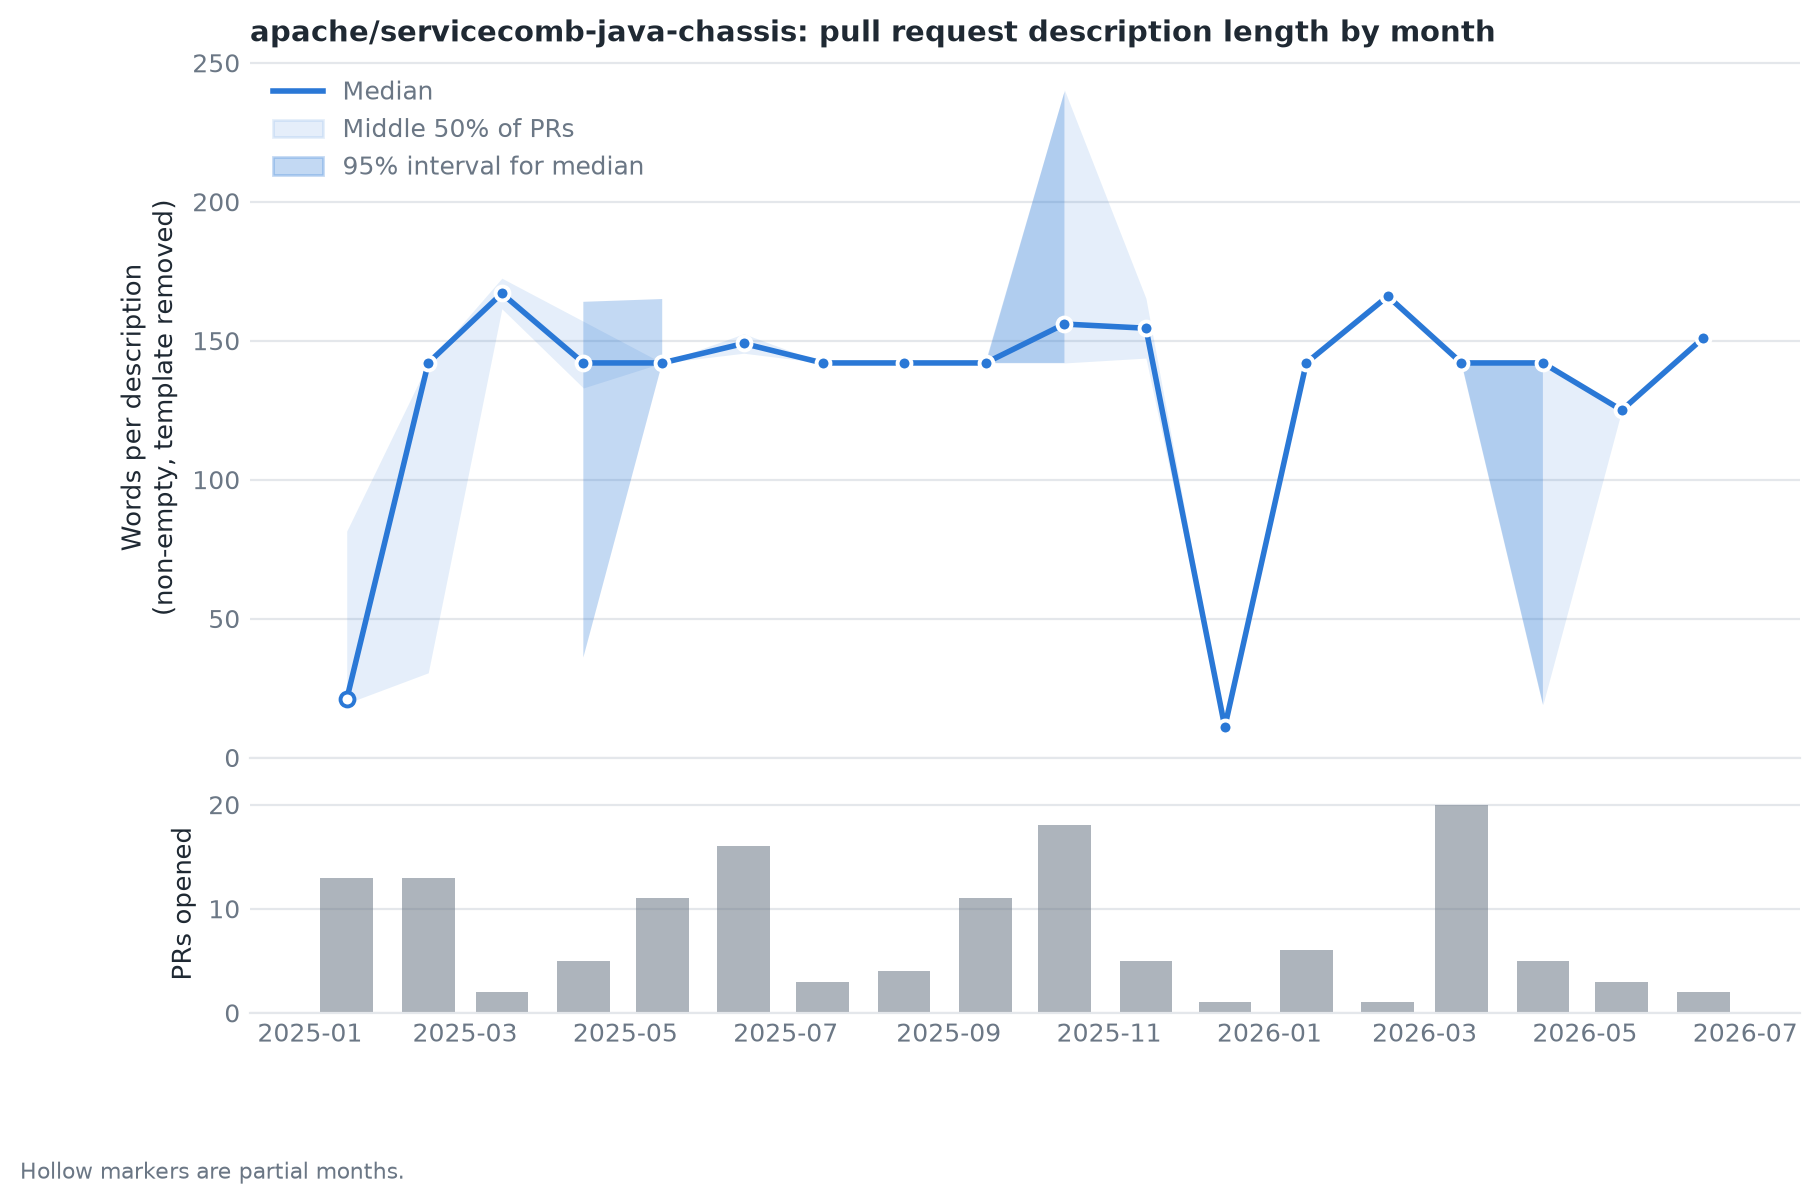 apache/servicecomb-java-chassis: pull request description length by month
250
200
150
100
50
0
Words per description
(non-empty, template removed)
Median
Middle 50% of PRs
95% interval for median
20
10
0
PRs opened
2025-01
2025-03
2025-05
2025-07
2025-09
2025-11
2026-01
2026-03
2026-05
2026-07
Hollow markers are partial months.